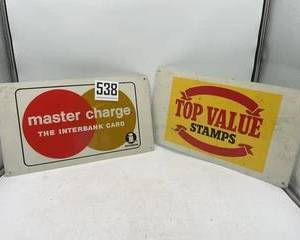 538
master charge
THE INTERBANK CARD
TOP VALUE
STAMPS